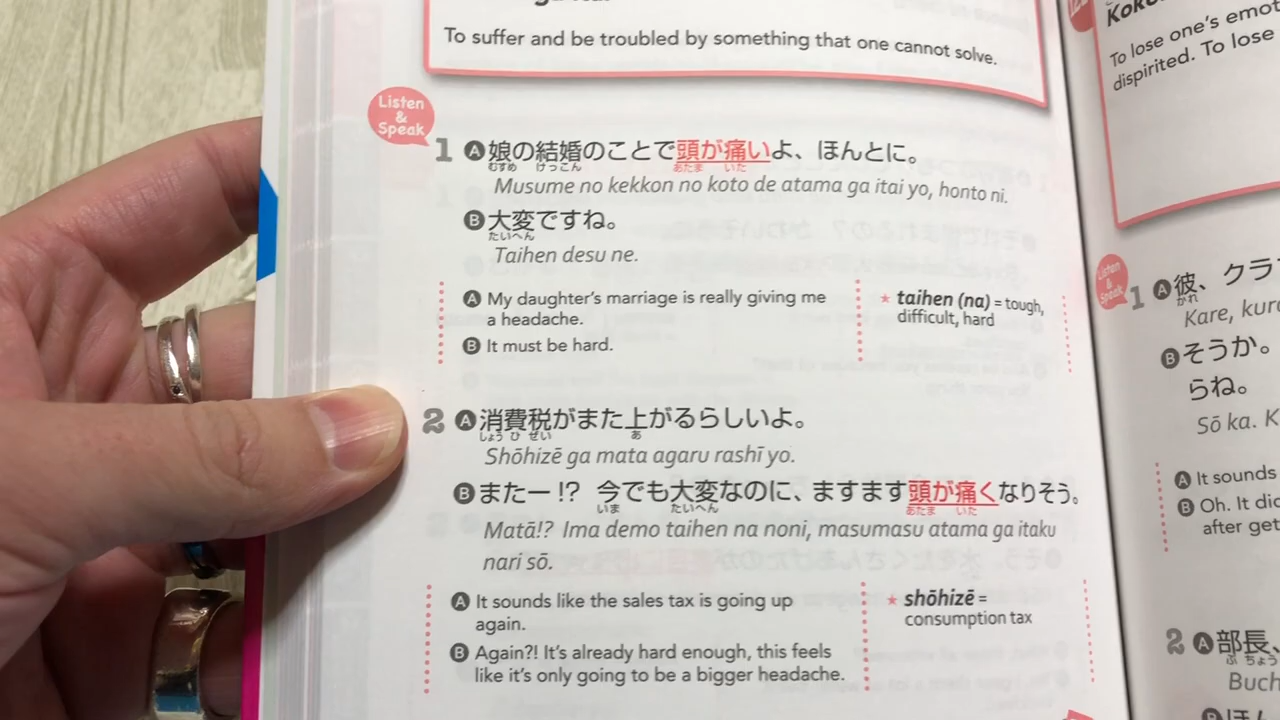 To suffer and be troubled by something that one cannot solve.
Listen
&
Speak
1 A 娘の結婚のことで頭が痛いよ、ほんとに。
むすめ けっこん あたま いた
Musume no kekkon no koto de atama ga itai yo, honto ni.
B 大変ですね。
たいへん
Taihen desu ne.
A My daughter's marriage is really giving me
a headache.
B It must be hard.
★ taihen (na) = tough,
difficult, hard
2 A 消費税がまた上がるらしいよ。
しょう ひ ぜい あ
Shōhizē ga mata agaru rashī yo.
B またー!? 今でも大変なのに、ますます頭が痛くなりそう。
いま たいへん あたま いた
Matā!? Ima demo taihen na noni, masumasu atama ga itaku
nari sō.
A It sounds like the sales tax is going up
again.
B Again?! It's already hard enough, this feels
like it's only going to be a bigger headache.
★ shōhizē =
consumption tax
To lose one's
dispirited. To lose
Listen
&
Speak
1 A 彼、クラ
かれ
Kare,
B そうか。
らね。
Sō ka. K
A It sounds
B Oh. It
after get
2 A 部長、
ぶ ちょう
B